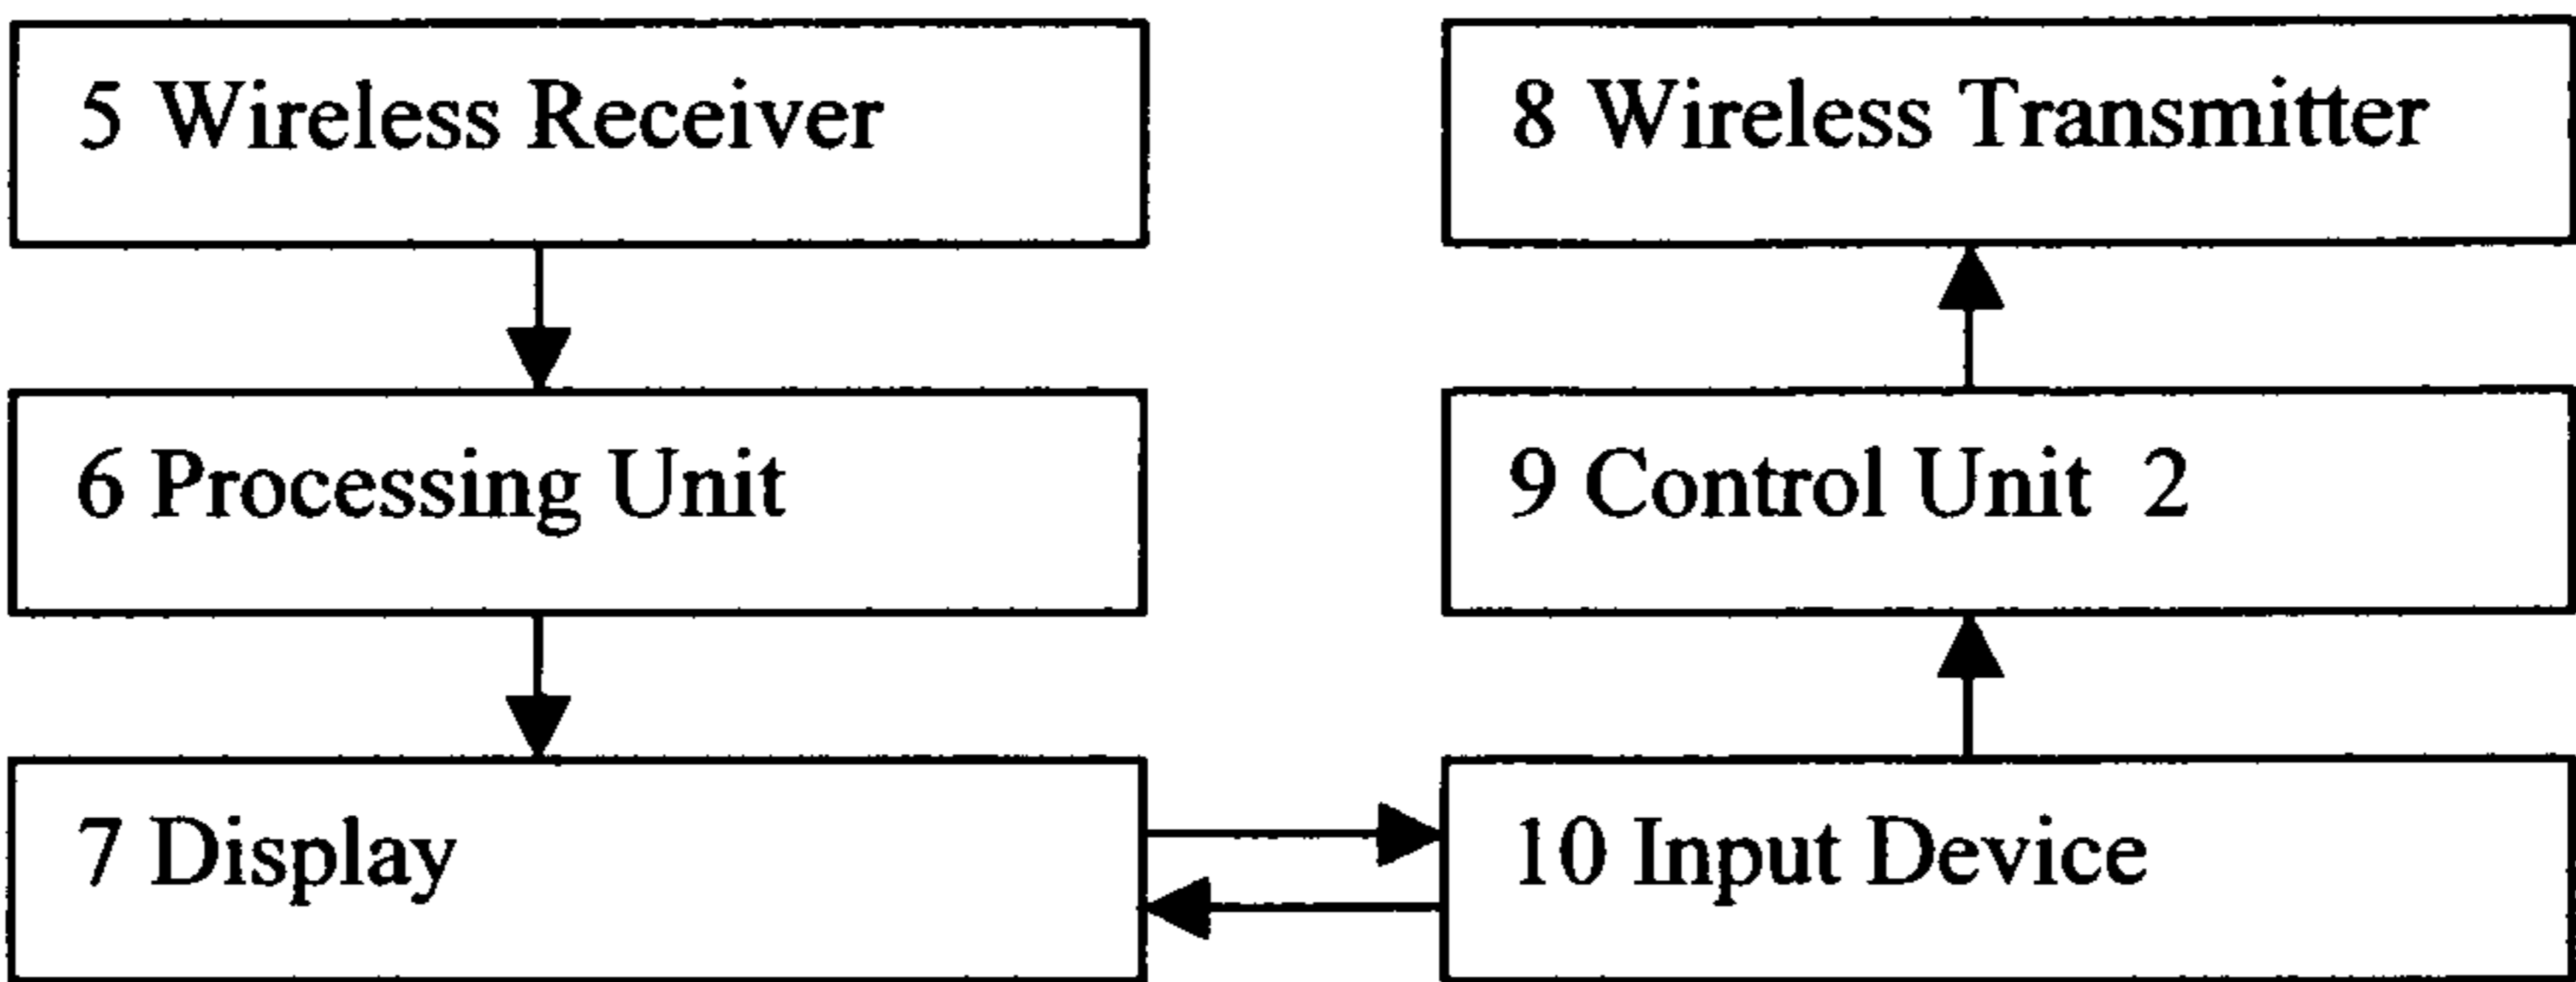 5 Wireless Receiver
8 Wireless Transmitter
6 Processing Unit
9 Control Unit 2
7 Display
10 Input Device